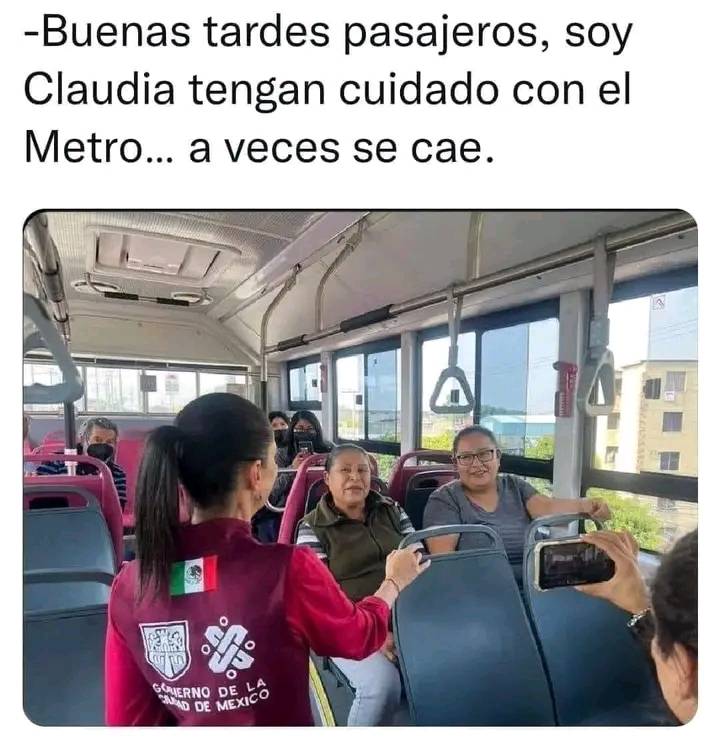 -Buenas tardes pasajeros, soy
Claudia tengan cuidado con el
Metro... a veces se cae.
GOBIERNO DE LA
CIUDAD DE MÉXICO